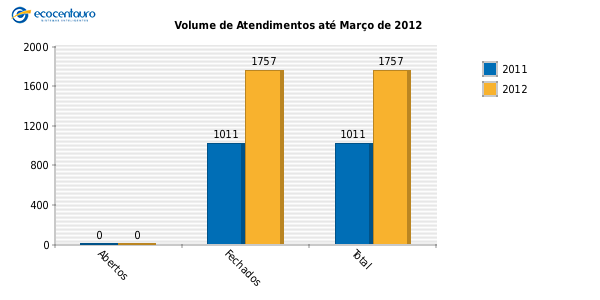 ecocentauro
Volume de Atendimentos até Março de 2012
2000
1600
1200
800
400
0
0
0
1011
1757
1011
1757
Abertos
Fechados
Total
2011
2012